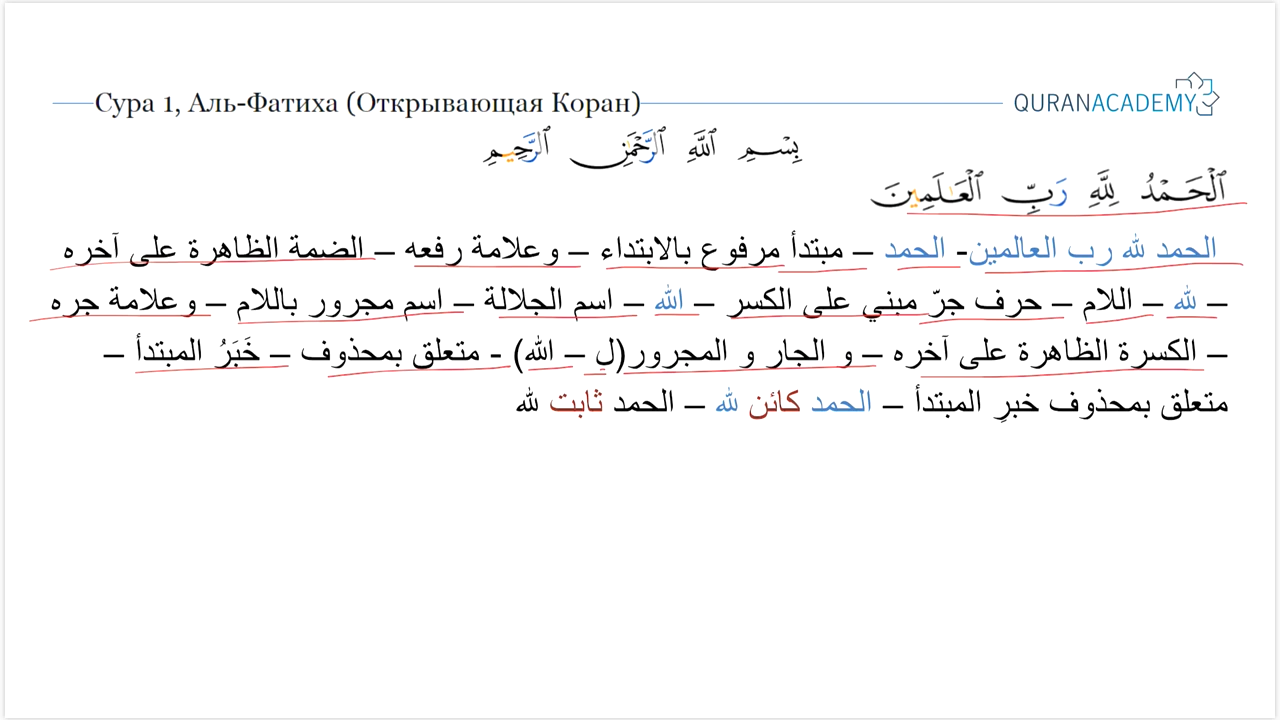 Сура 1, Аль-Фатиха (Открывающая Коран)
QURANACADEMY
بِسْمِ ٱللَّهِ ٱلرَّحْمَٰنِ ٱلرَّحِيمِ
ٱلْحَمْدُ لِلَّهِ رَبِّ ٱلْعَٰلَمِينَ
الحمد لله رب العالمين- الحمد – مبتدأ مرفوع بالابتداء – وعلامة رفعه – الضمة الظاهرة على آخره
– لله – اللام – حرف جرّ مبني على الكسر – الله – اسم الجلالة – اسم مجرور باللام – وعلامة جره
– الكسرة الظاهرة على آخره – و الجار و المجرور(لِ – الله) - متعلق بمحذوف – خَبَرُ المبتدأ –
متعلق بمحذوف خبرِ المبتدأ – الحمد كائن لله – الحمد ثابت لله